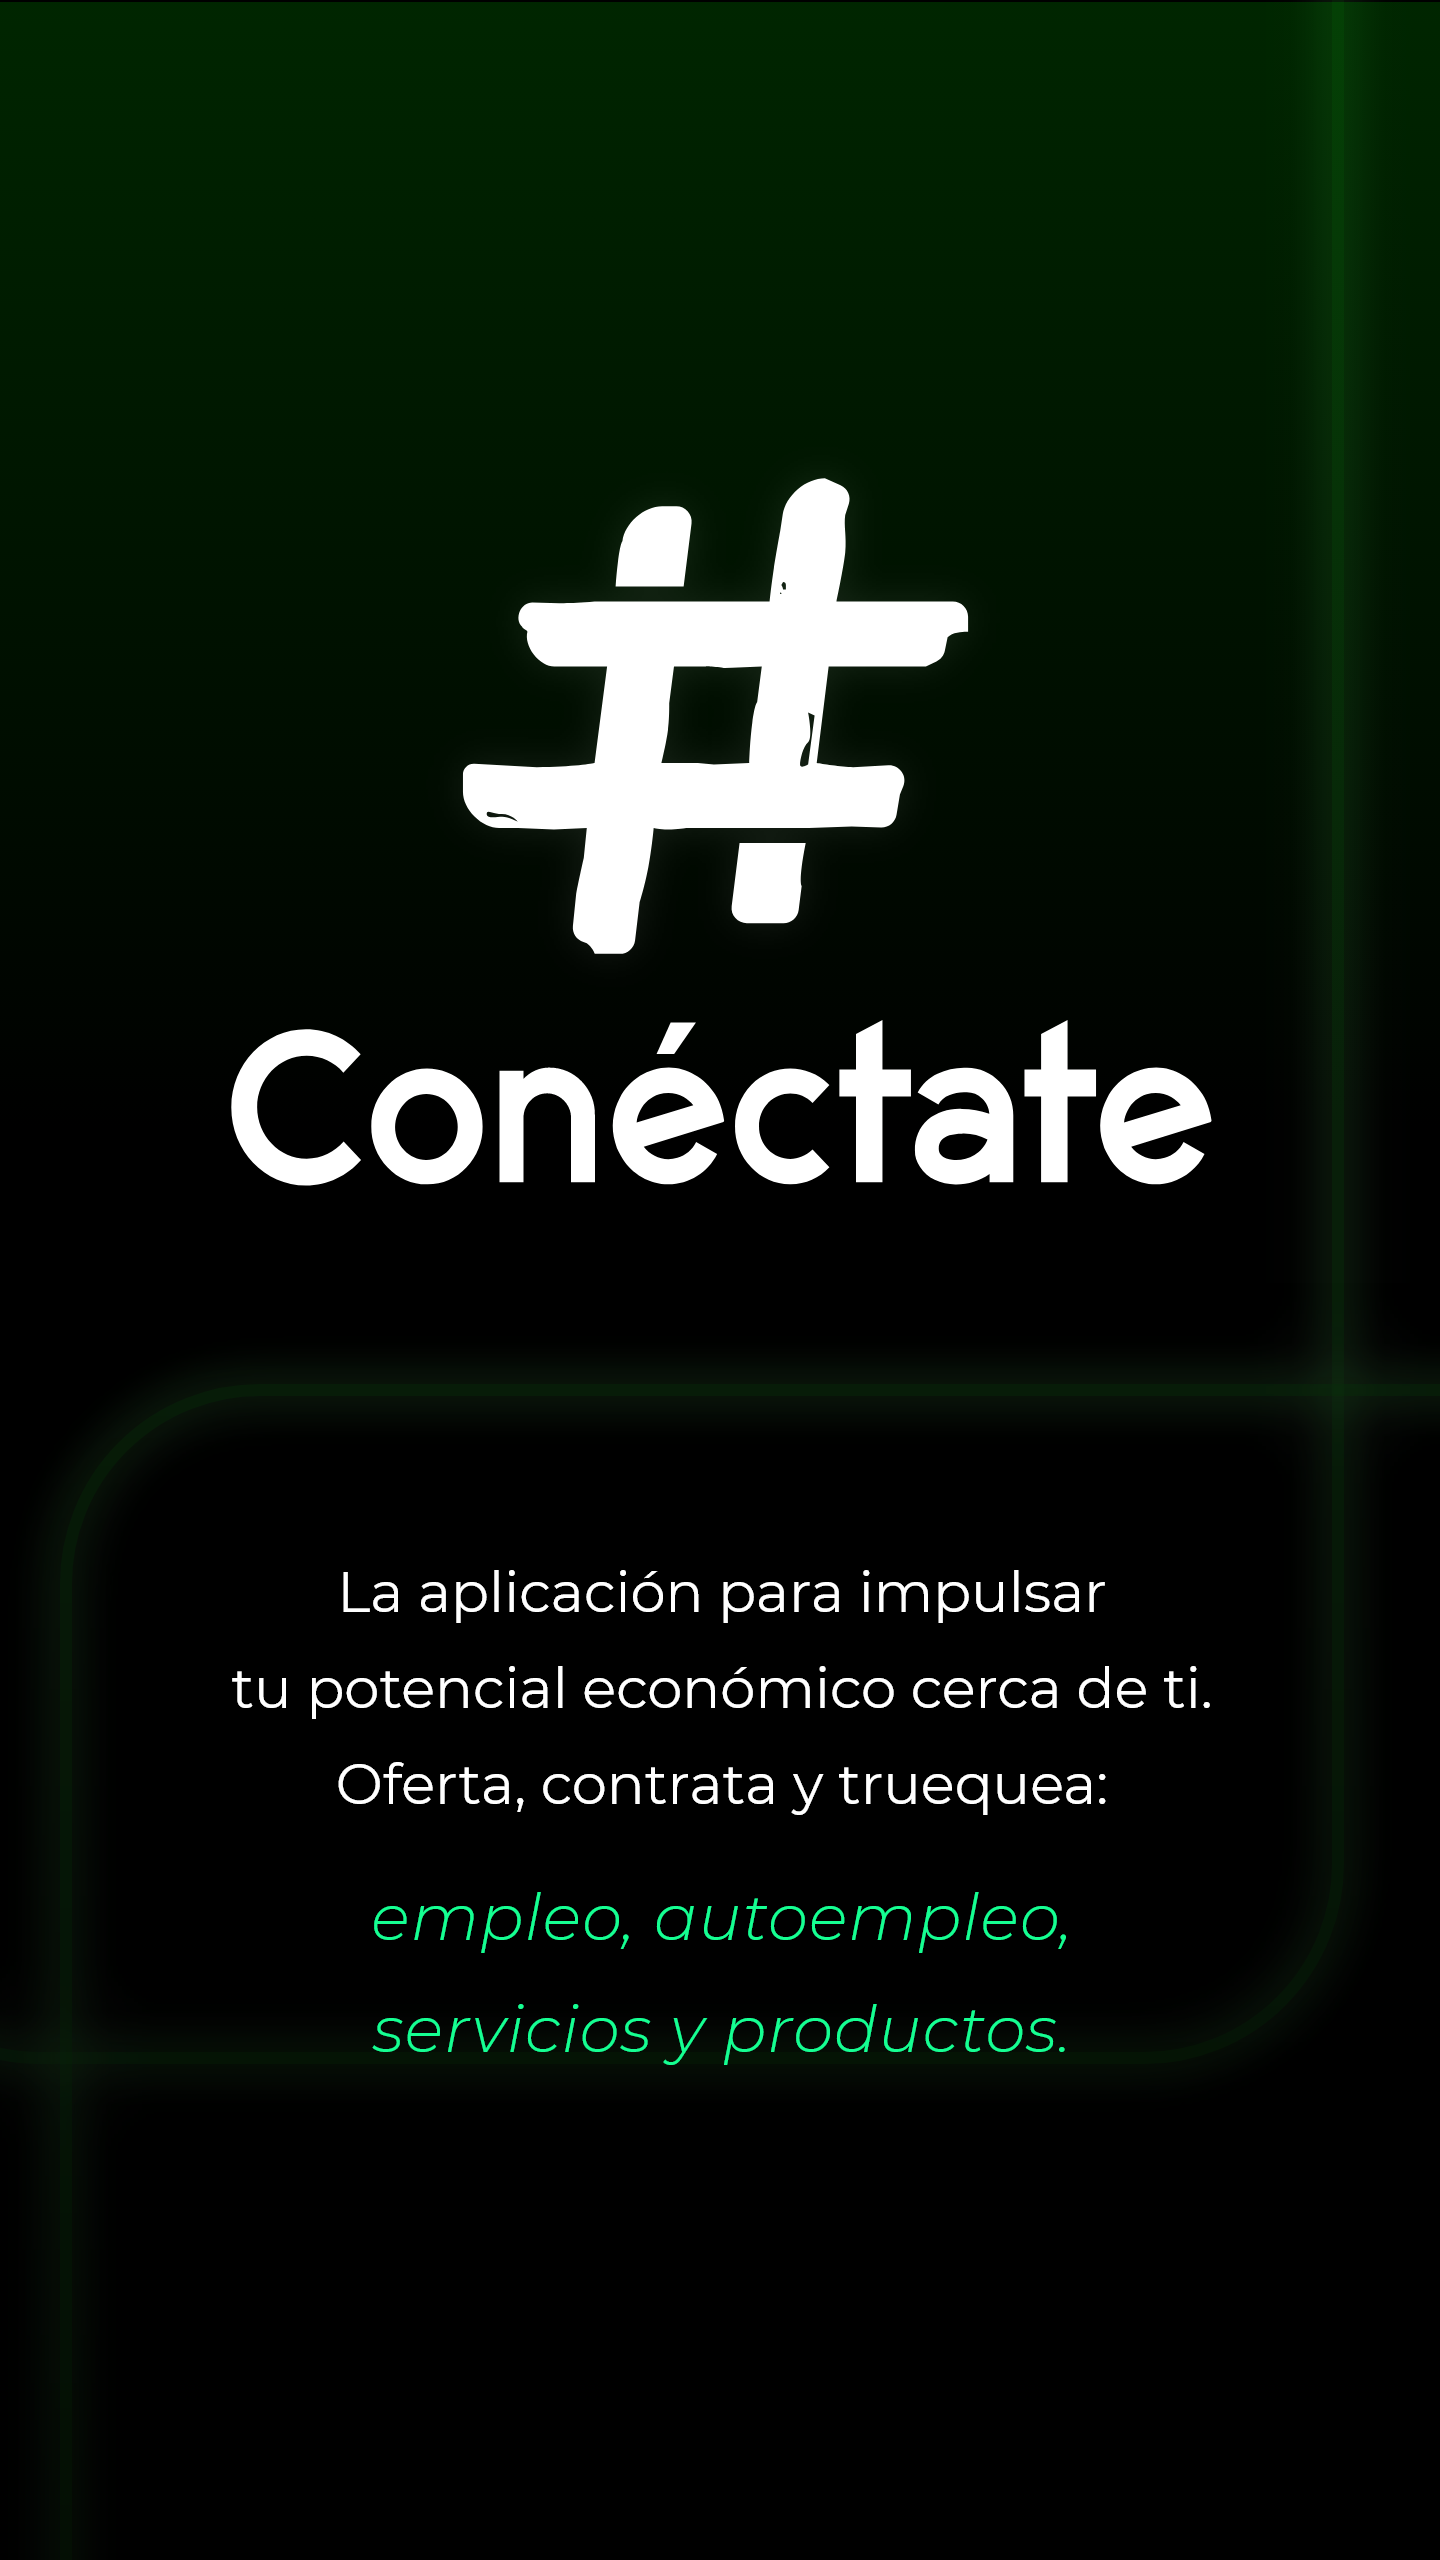 #
Conéctate
La aplicación para impulsar
tu potencial económico cerca de ti.
Oferta, contrata y truequea:
empleo, autoempleo,
servicios y productos.